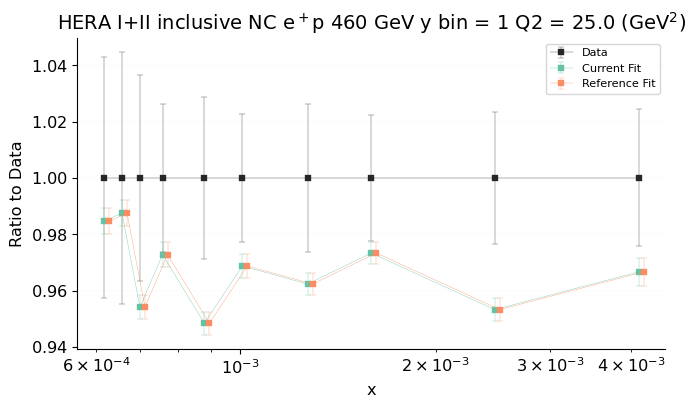 HERA I+II inclusive NC e⁺p 460 GeV y bin = 1 Q2 = 25.0 (GeV²)
Data
Current Fit
Reference Fit
Ratio to Data
1.04
1.02
1.00
0.98
0.96
0.94
6 × 10⁻⁴
10⁻³
2 × 10⁻³
3 × 10⁻³
4 × 10⁻³
x